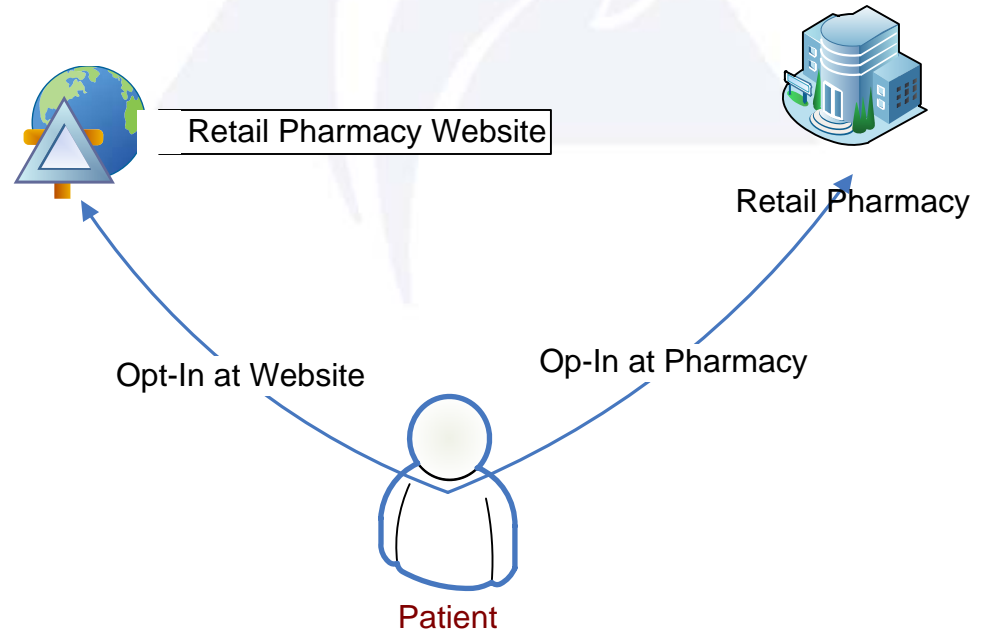 Retail Pharmacy Website
Retail Pharmacy
Opt-In at Website
Op-In at Pharmacy
Patient